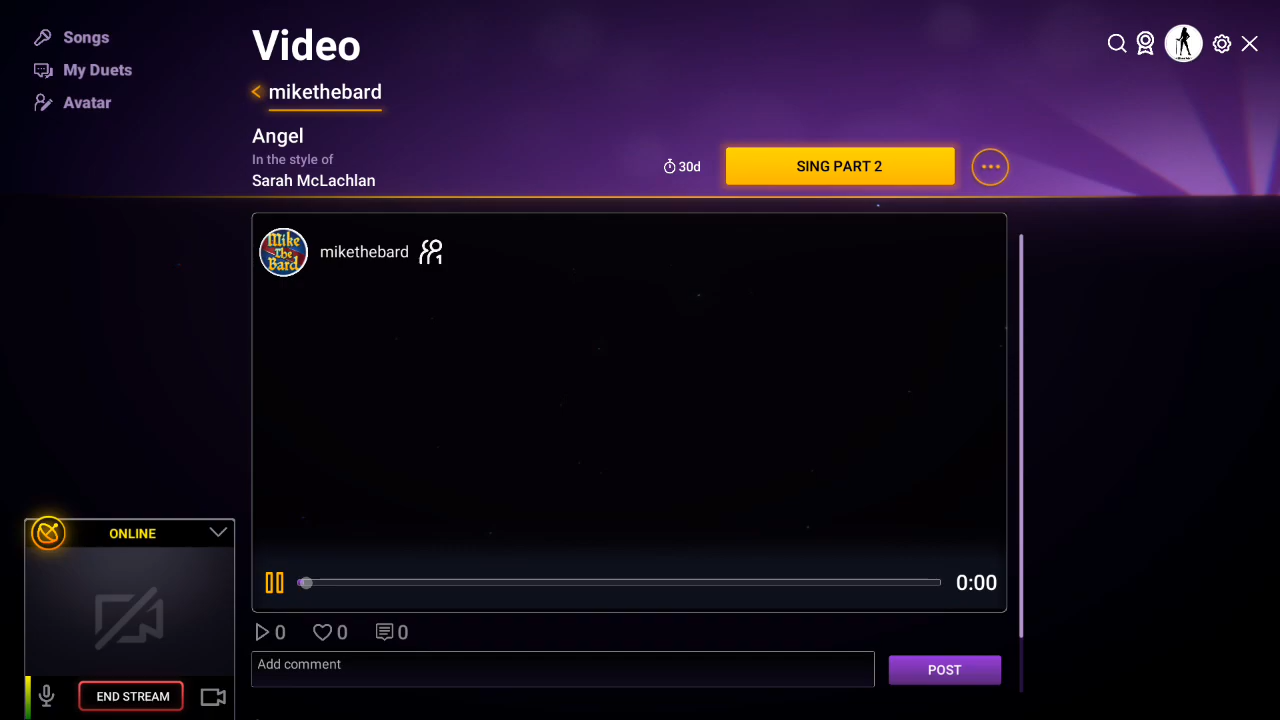 Songs
My Duets
Avatar
Video
mikethebard
Angel
In the style of
Sarah McLachlan
30d
SING PART 2
Mike
The
Bard
mikethebard
1
0:00
0
0
0
Add comment
POST
ONLINE
END STREAM